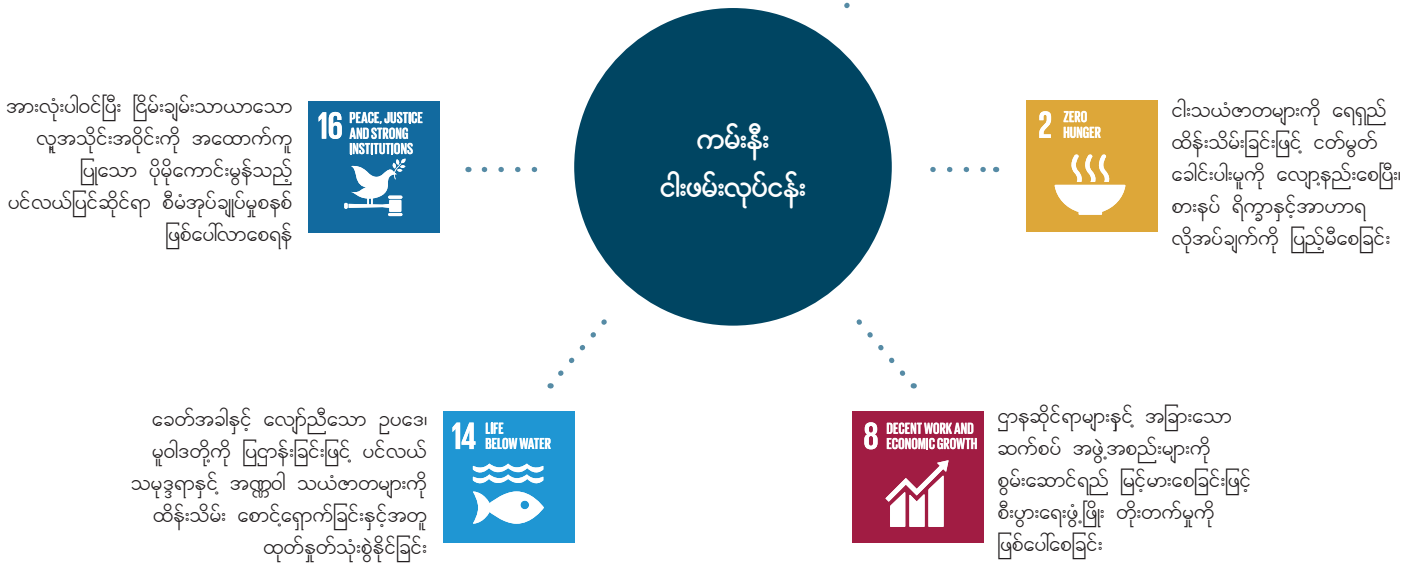 အားလုံးပါဝင်ပြီး ငြိမ်းချမ်းသာယာသော
လူအသိုင်းအဝိုင်းကို အထောက်ကူ
ပြုသော ပိုမိုကောင်းမွန်သည့်
ပင်လယ်ပြင်ဆိုင်ရာ စီမံအုပ်ချုပ်မှုစနစ်
ဖြစ်ပေါ်လာစေရန်
16 PEACE, JUSTICE
AND STRONG
INSTITUTIONS
ကမ်းနီး
ငါးဖမ်းလုပ်ငန်း
2 ZERO
HUNGER
ငါးသယံဇာတများကို ရေရှည်
ထိန်းသိမ်းခြင်းဖြင့် ငတ်မွတ်
ခေါင်းပါးမူကို လျော့နည်းစေပြီး၊
စားနပ် ရိက္ခာနှင့်အာဟာရ
လိုအပ်ချက်ကို ပြည့်မီစေခြင်း
ခေတ်အခါနှင့် လျော်ညီသော ဥပဒေ၊
မူဝါဒတို့ကို ပြဌာန်းခြင်းဖြင့် ပင်လယ်
သမုဒ္ဒရာနှင့် အဏ္ဏဝါ သယံဇာတများကို
ထိန်းသိမ်း စောင့်ရှောက်ခြင်းနှင့်အတူ
ထုတ်နှုတ်သုံးစွဲနိုင်ခြင်း
14 LIFE
BELOW WATER
8 DECENT WORK AND
ECONOMIC GROWTH
ဌာနဆိုင်ရာများနှင့် အခြားသော
ဆက်စပ် အဖွဲ့အစည်းများကို
စွမ်းဆောင်ရည် မြင့်မားစေခြင်းဖြင့်
စီးပွားရေးဖွံ့ဖြိုး တိုးတက်မှုကို
ဖြစ်ပေါ်စေခြင်း